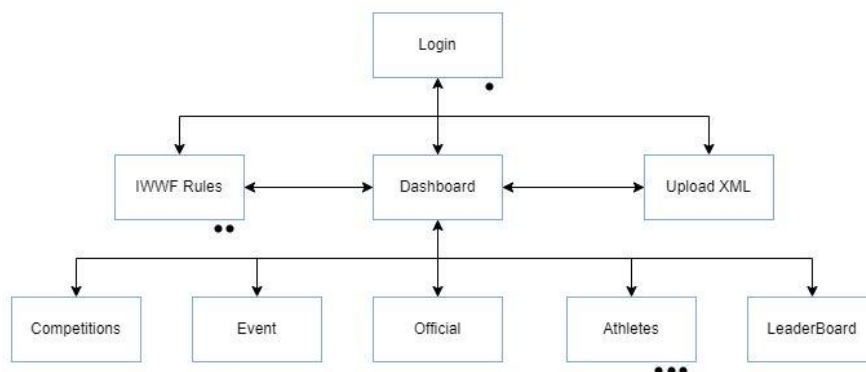 Login
IWWF Rules
Dashboard
Upload XML
Competitions
Event
Official
Athletes
LeaderBoard